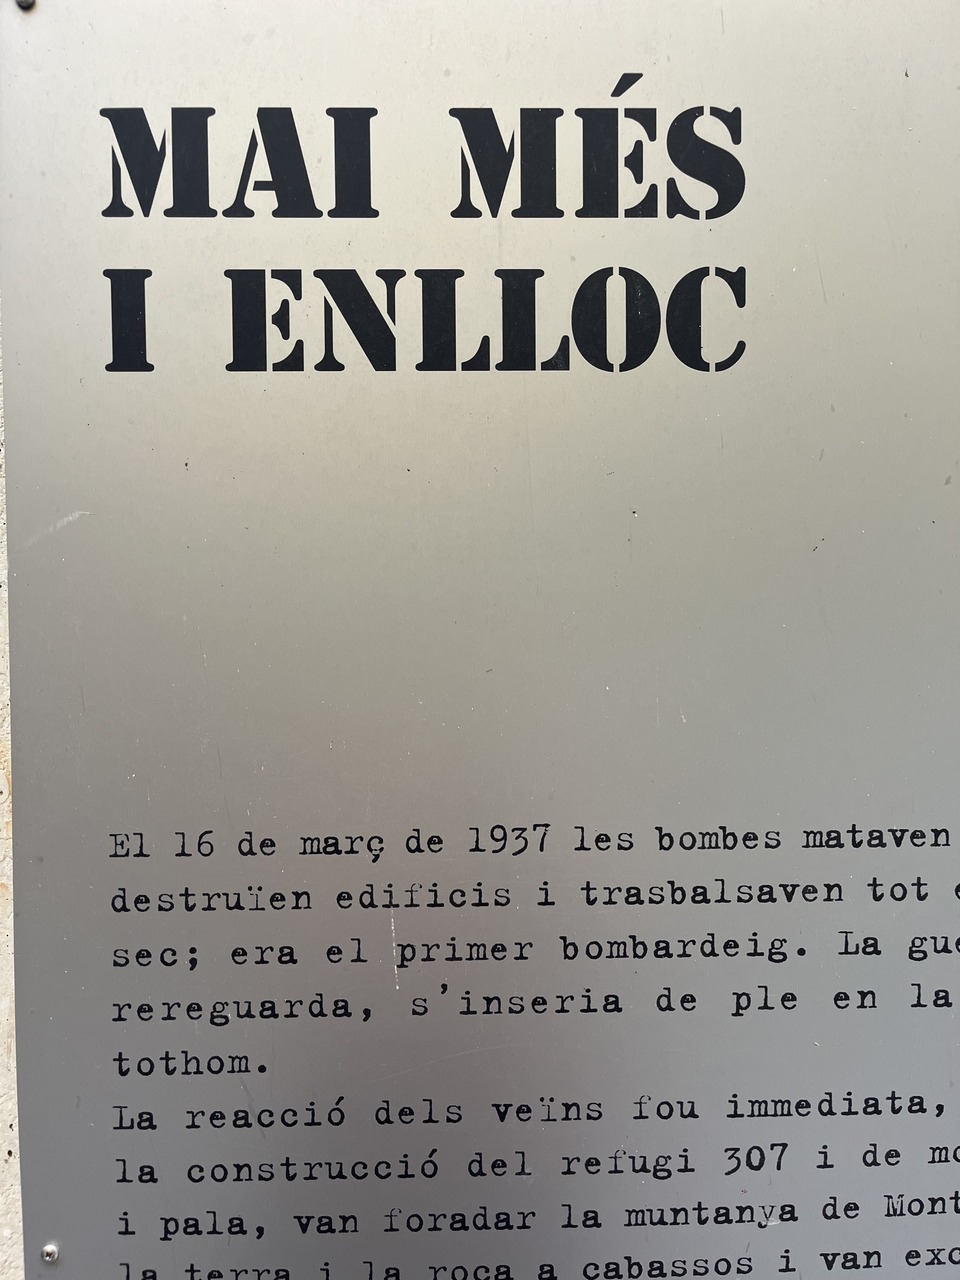 MAI MÉS
I ENLLOC
El 16 de març de 1937 les bombes mataven
destruïen edificis i trasbalsaven tot
sec; era el primer bombardeig. La
rereguarda, s'inseria de ple en la
tothom.
La reacció dels veïns fou immediata,
la construcció del refugi 307 i de
i pala, van foradar la muntanya de
la terra i la roca a cabassos i van